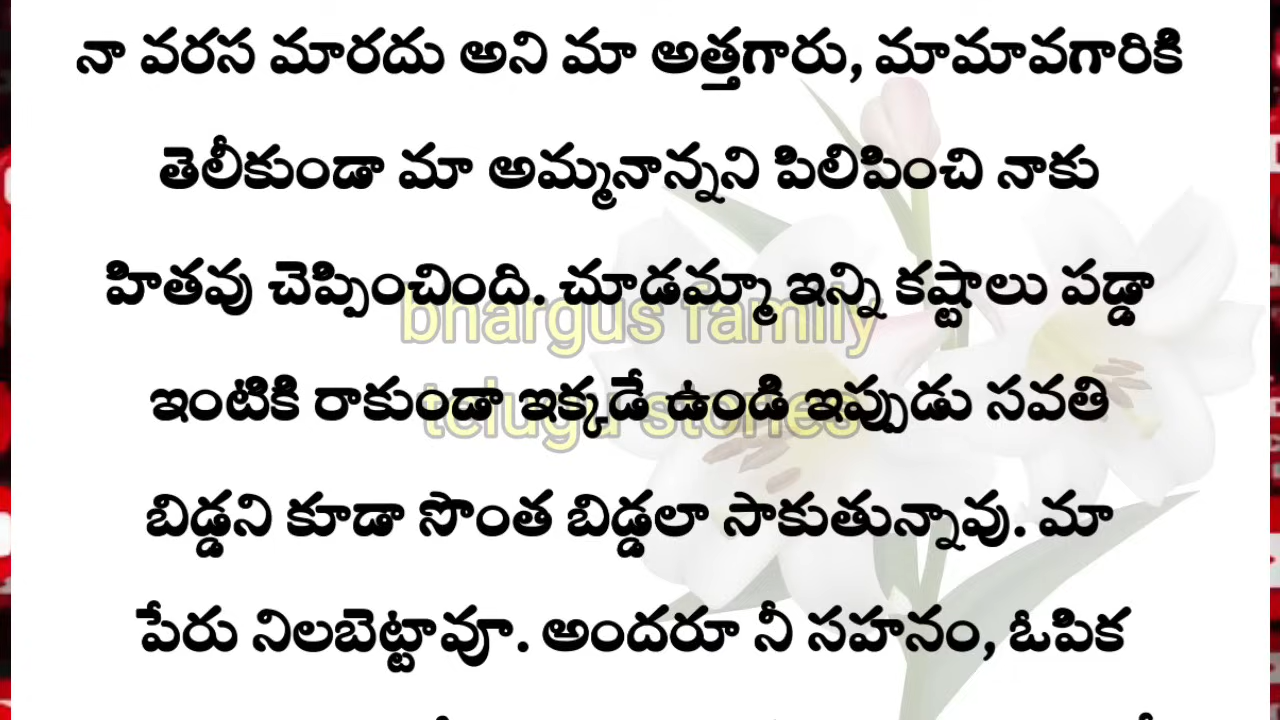 నా వరస మారదు అని మా అత్తగారు, మామావగారికి
తెలీకుండా మా అమ్మనాన్నని పిలిపించి నాకు
హితవు చెప్పించింది. చూడమ్మా ఇన్ని కష్టాలు పడ్డా
bhargus family
ఇంటికి రాకుండా ఇక్కడే ఉండి ఇప్పుడు సవతి
telugu stories
బిడ్డని కూడా సొంత బిడ్డలా సాకుతున్నావు. మా
పేరు నిలబెట్టావూ. అందరూ నీ సహనం, ఓపిక